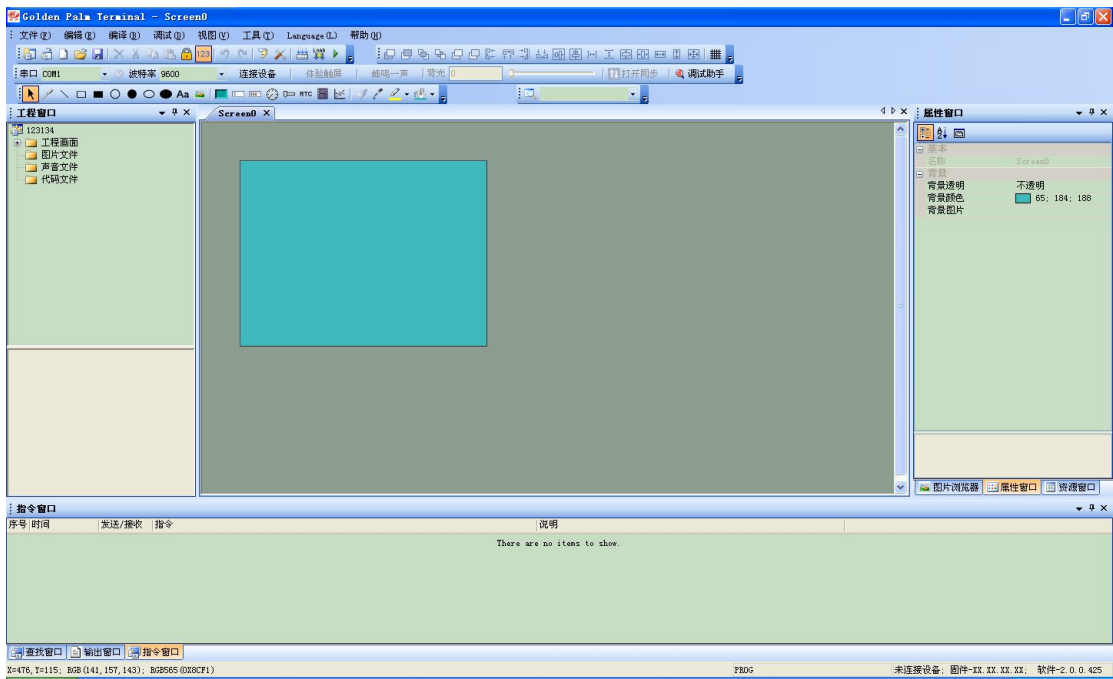 Golden Palm Terminal - Screen0
文件(F) 编辑(E) 编译(B) 调试(D) 视图(V) 工具(T) Language(L) 帮助(H)
123
串口 COM1 波特率 9600 连接设备 体验触屏 蜂鸣一声 背光 0 打开同步 调试助手
Aa RTC
工程窗口
Screen0
属性窗口
123134
工程画面
图片文件
声音文件
代码文件
基本
名称 Screen0
背景
背景透明 不透明
背景颜色 65; 184; 188
背景图片
图片浏览器 属性窗口 资源窗口
指令窗口
序号 时间 发送/接收 指令 说明
There are no items to show.
查找窗口 输出窗口 指令窗口
X=476,Y=115; RGB(141,157,143); RGB565(0X8CF1) PROG 未连接设备; 固件-XX.XX.XX.XX; 软件-2.0.0.425